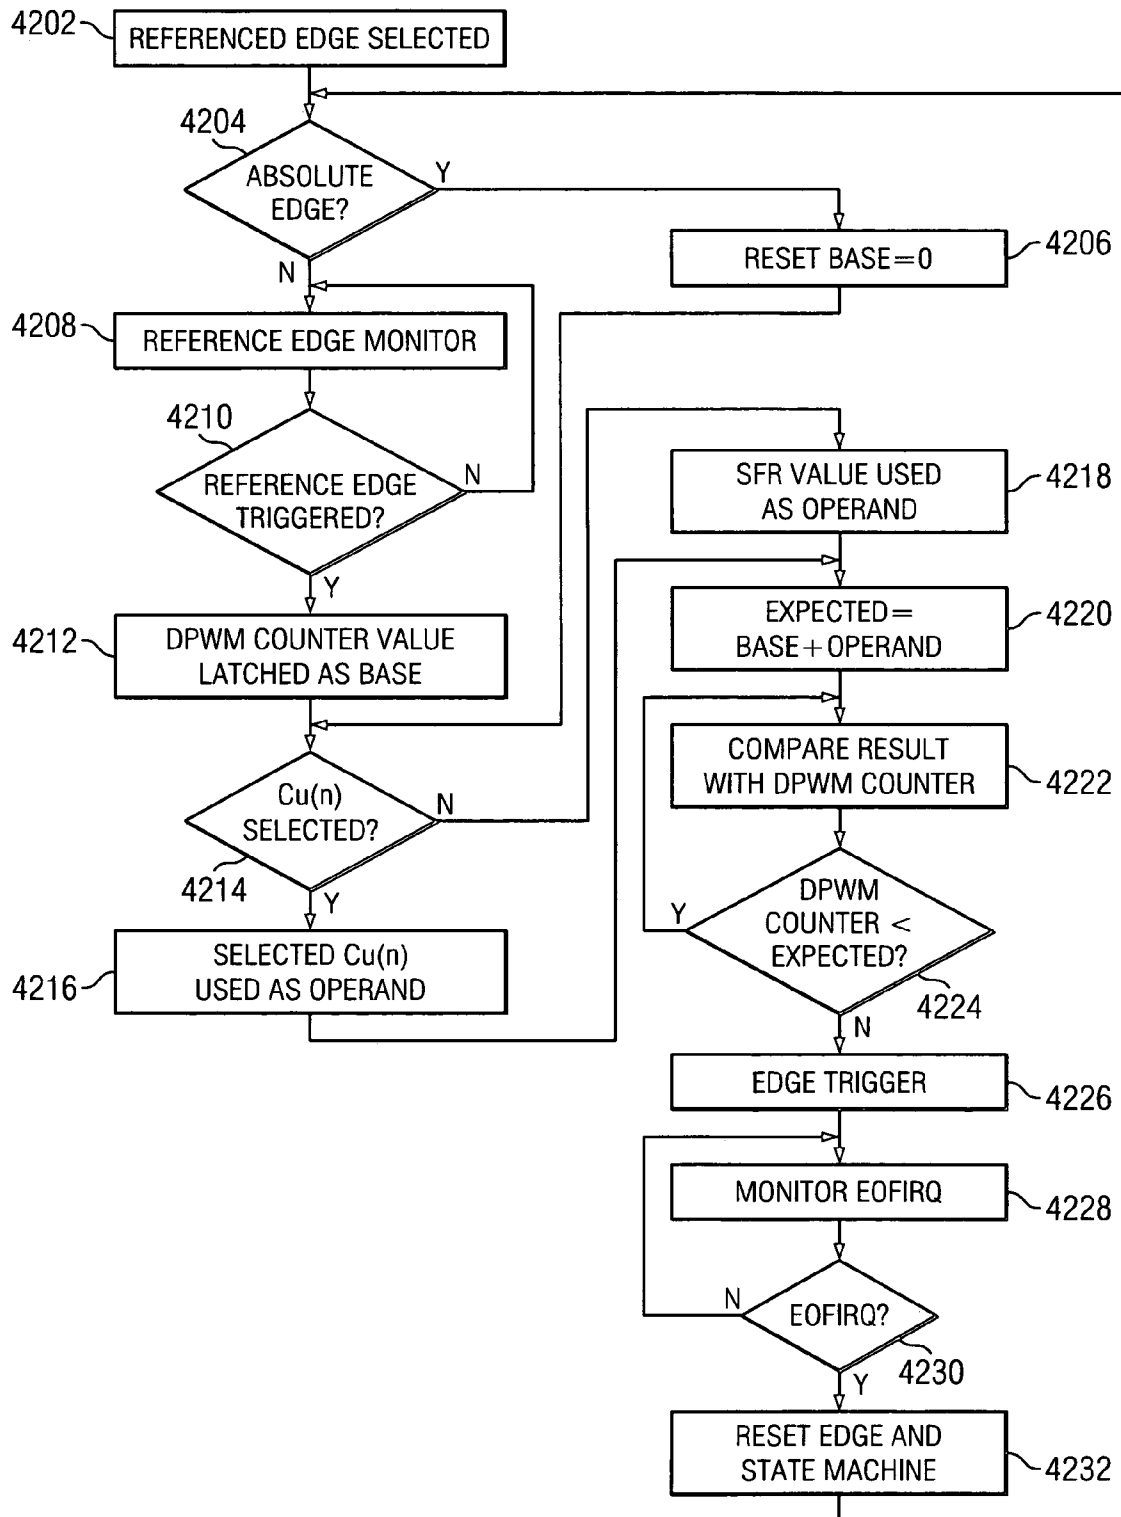 4202
REFERENCED EDGE SELECTED
4204
ABSOLUTE
EDGE?
Y
N
RESET BASE=0
4206
4208
REFERENCE EDGE MONITOR
4210
REFERENCE EDGE
TRIGGERED?
N
Y
4212
DPWM COUNTER VALUE
LATCHED AS BASE
Cu(n)
SELECTED?
N
4214
Y
4216
SELECTED Cu(n)
USED AS OPERAND
SFR VALUE USED
AS OPERAND
4218
EXPECTED=
BASE+OPERAND
4220
COMPARE RESULT
WITH DPWM COUNTER
4222
DPWM
COUNTER <
EXPECTED?
Y
4224
N
EDGE TRIGGER
4226
MONITOR EOFIRQ
4228
EOFIRQ?
N
4230
Y
RESET EDGE AND
STATE MACHINE
4232